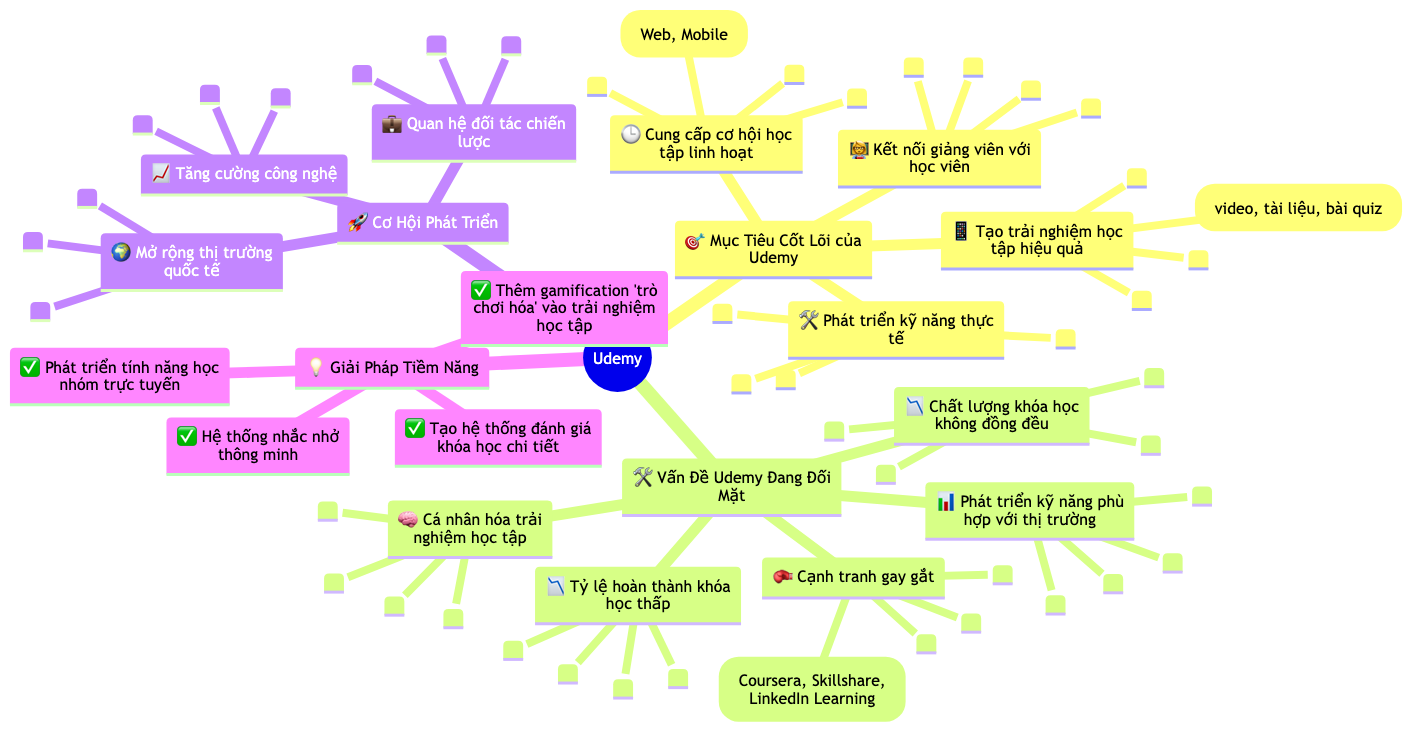 Udemy
🎯 Mục Tiêu Cốt Lõi của
Udemy
🕒 Cung cấp cơ hội học
tập linh hoạt
Web, Mobile
👩‍🏫 Kết nối giảng viên với
học viên
📱 Tạo trải nghiệm học
tập hiệu quả
video, tài liệu, bài quiz
🛠️ Phát triển kỹ năng thực
tế
🛠️ Vấn Đề Udemy Đang Đối
Mặt
📉 Chất lượng khóa học
không đồng đều
📊 Phát triển kỹ năng phù
hợp với thị trường
🥊 Cạnh tranh gay gắt
Coursera, Skillshare,
LinkedIn Learning
📉 Tỷ lệ hoàn thành khóa
học thấp
🧠 Cá nhân hóa trải
nghiệm học tập
🚀 Cơ Hội Phát Triển
🌍 Mở rộng thị trường
quốc tế
📈 Tăng cường công nghệ
💼 Quan hệ đối tác chiến
lược
💡 Giải Pháp Tiềm Năng
✅ Thêm gamification 'trò
chơi hóa' vào trải nghiệm
học tập
✅ Phát triển tính năng học
nhóm trực tuyến
✅ Hệ thống nhắc nhở
thông minh
✅ Tạo hệ thống đánh giá
khóa học chi tiết